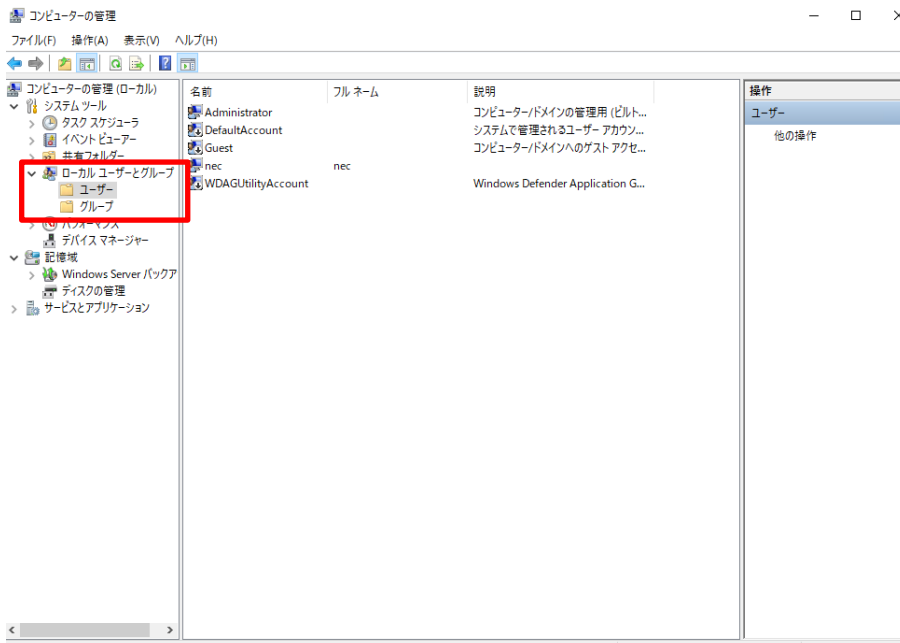 コンピューターの管理
ファイル(F) 操作(A) 表示(V) ヘルプ(H)
コンピューターの管理 (ローカル)
システム ツール
タスク スケジューラ
イベント ビューアー
共有フォルダー
ローカル ユーザーとグループ
ユーザー
グループ
パフォーマンス
デバイス マネージャー
記憶域
Windows Server バックア
ディスクの管理
サービスとアプリケーション
名前 フル ネーム 説明
Administrator コンピューター/ドメインの管理用 (ビルト...
DefaultAccount システムで管理されるユーザー アカウン...
Guest コンピューター/ドメインへのゲスト アクセ...
nec nec
WDAGUtilityAccount Windows Defender Application G...
操作
ユーザー
他の操作